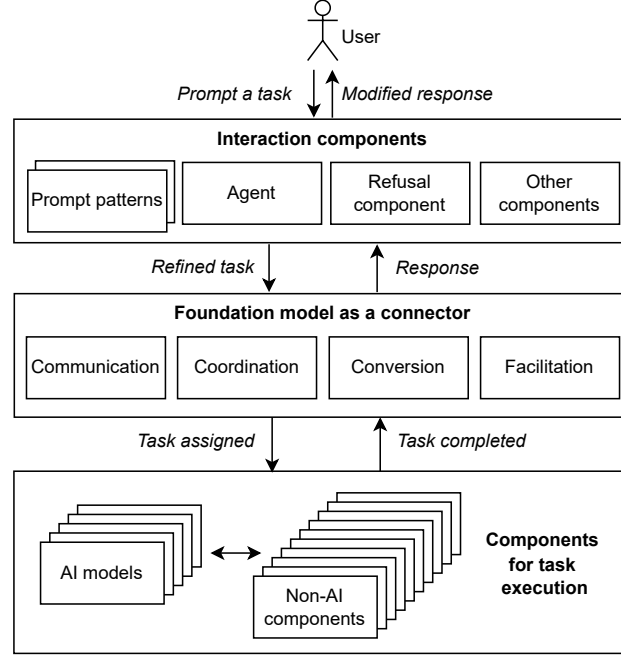 User
Prompt a task
Modified response
Interaction components
Prompt patterns
Agent
Refusal
component
Other
components
Refined task
Response
Foundation model as a connector
Communication
Coordination
Conversion
Facilitation
Task assigned
Task completed
AI models
Non-AI
components
Components
for task
execution